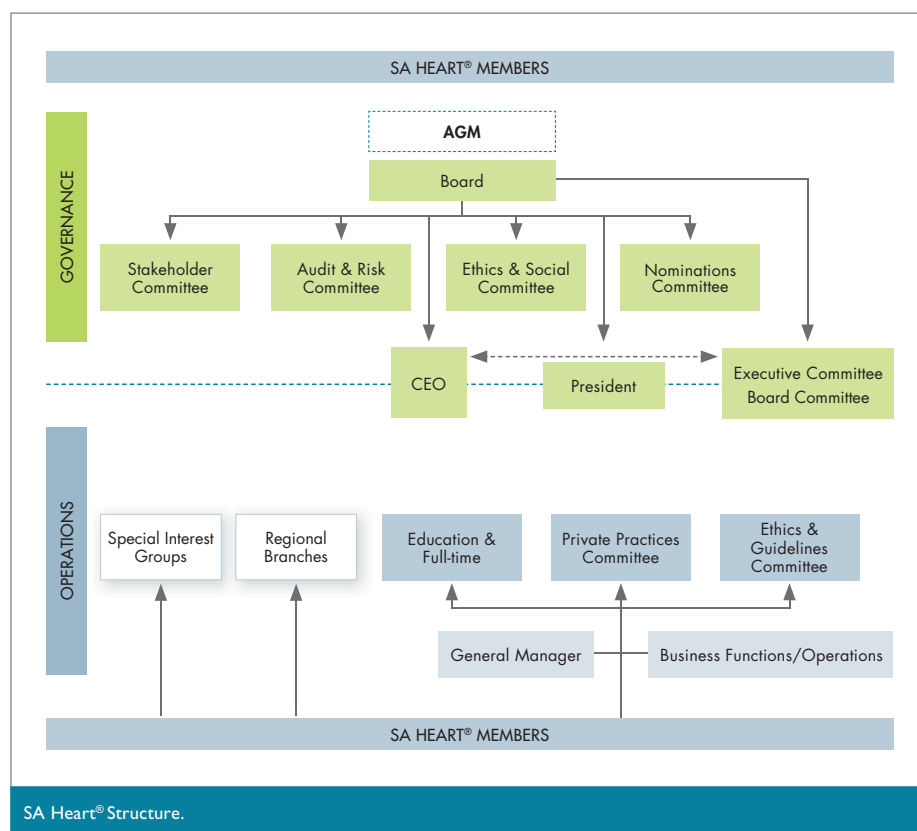 SA HEART® MEMBERS
GOVERNANCE
AGM
Board
Stakeholder
Committee
Audit & Risk
Committee
Ethics & Social
Committee
Nominations
Committee
CEO
President
Executive Committee
Board Committee
OPERATIONS
Special Interest
Groups
Regional
Branches
Education &
Full-time
Private Practices
Committee
Ethics &
Guidelines
Committee
General Manager
Business Functions/Operations
SA HEART® MEMBERS
SA Heart® Structure.